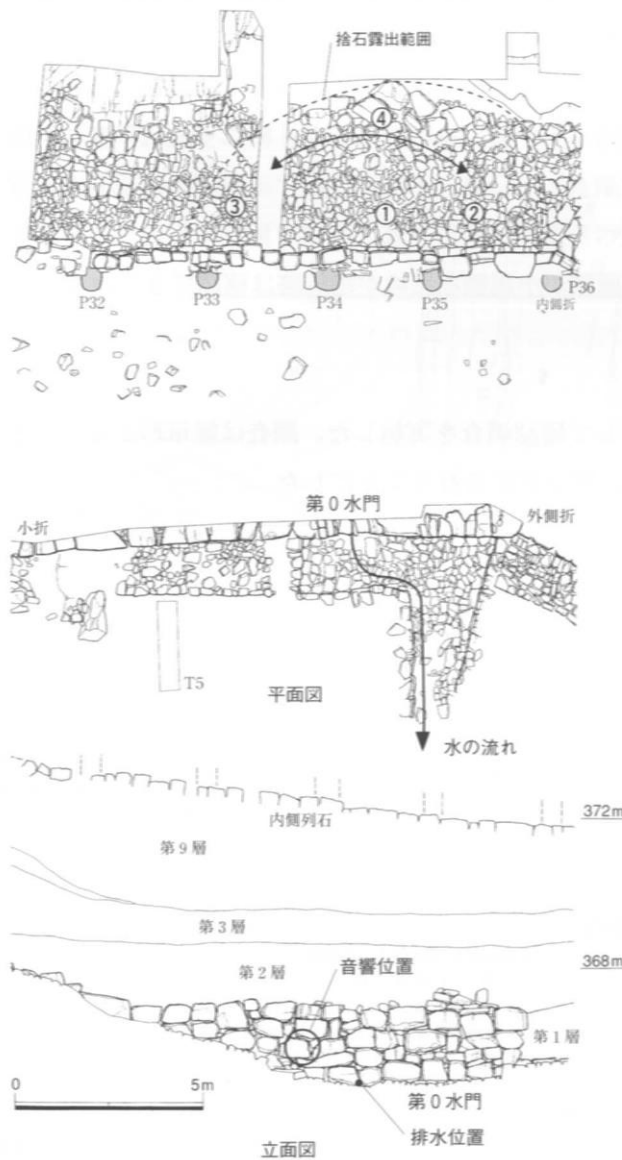 捨石露出範囲
④
③ ① ②
P32 P33 P34 P35 P36
内側折
第0水門
小折
外側折
T5
平面図
水の流れ
372m
内側列石
第9層
第3層
368m
第2層
音響位置
第1層
0 5m
第0水門
排水位置
立面図